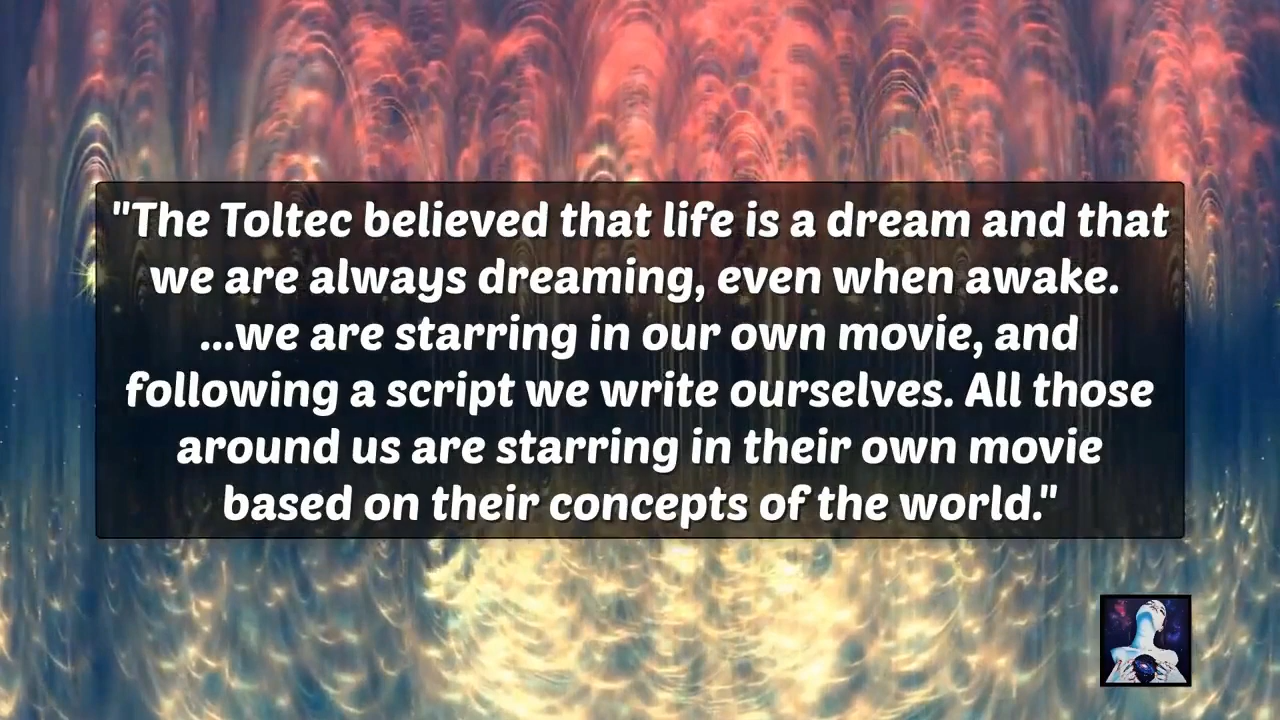 "The Toltec believed that life is a dream and that
we are always dreaming, even when awake.
...we are starring in our own movie, and
following a script we write ourselves. All those
around us are starring in their own movie
based on their concepts of the world."